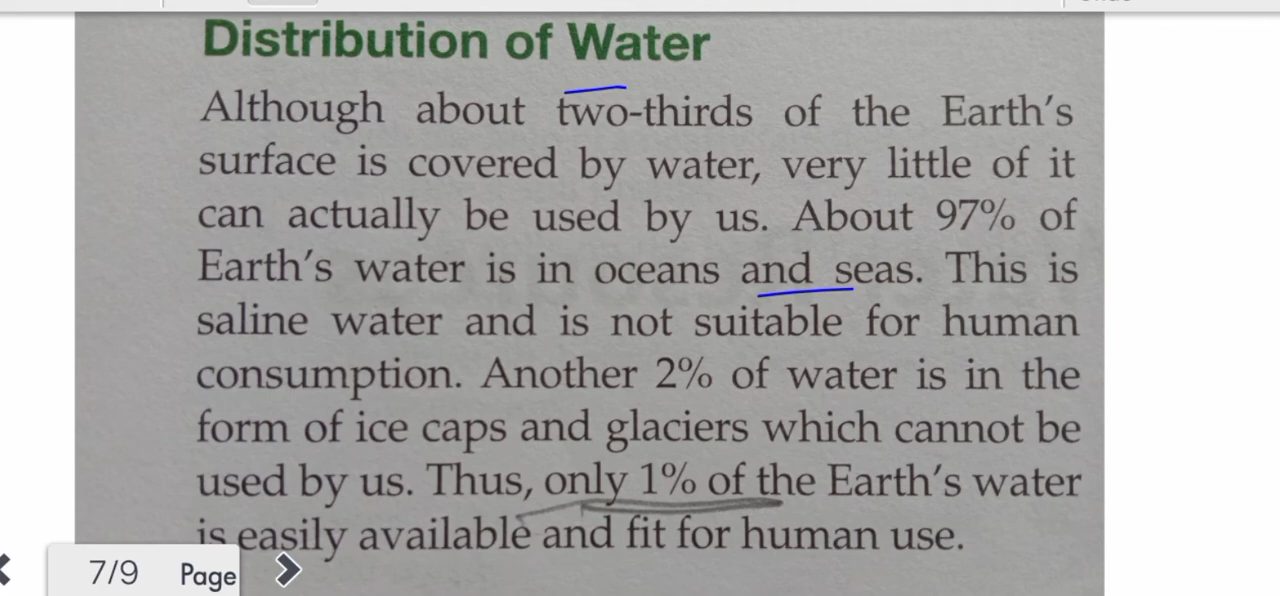 Distribution of Water
Although about two-thirds of the Earth's
surface is covered by water, very little of it
can actually be used by us. About 97% of
Earth's water is in oceans and seas. This is
saline water and is not suitable for human
consumption. Another 2% of water is in the
form of ice caps and glaciers which cannot be
used by us. Thus, only 1% of the Earth's water
is easily available and fit for human use.
7/9 Page